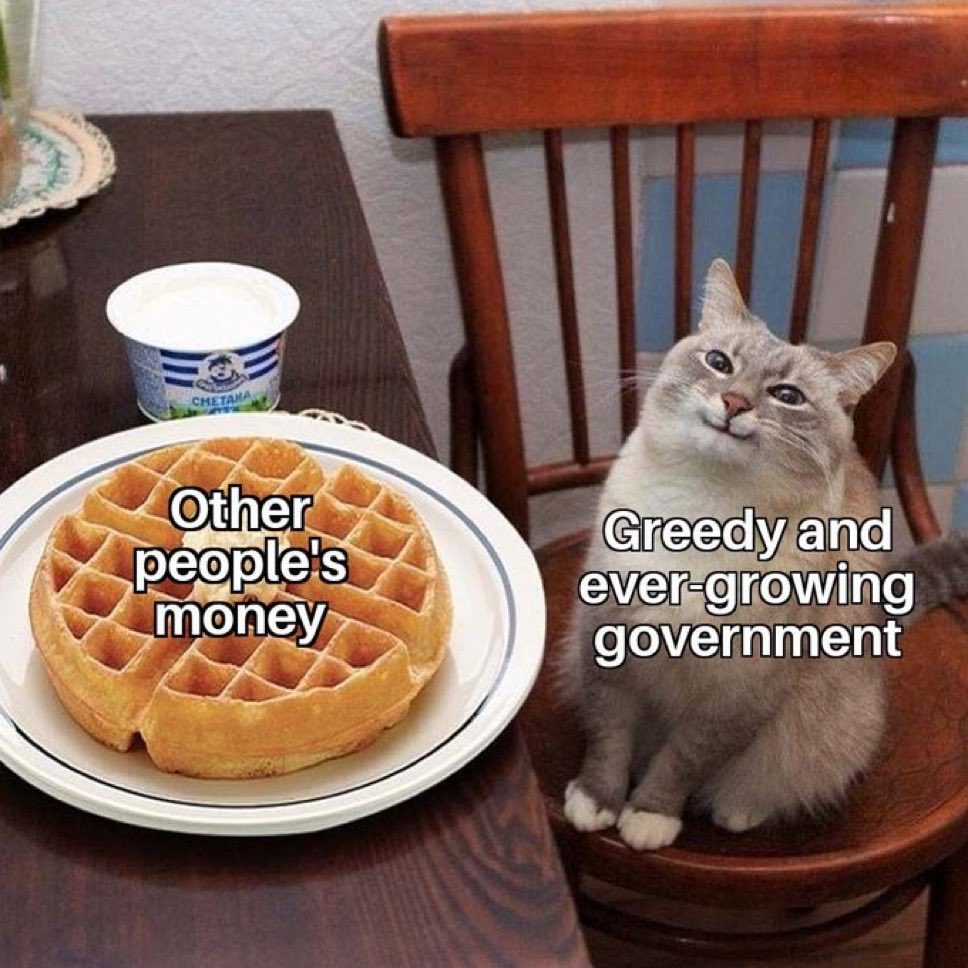 Other
people's
money
Greedy and
ever-growing
government
СМЕТАНА